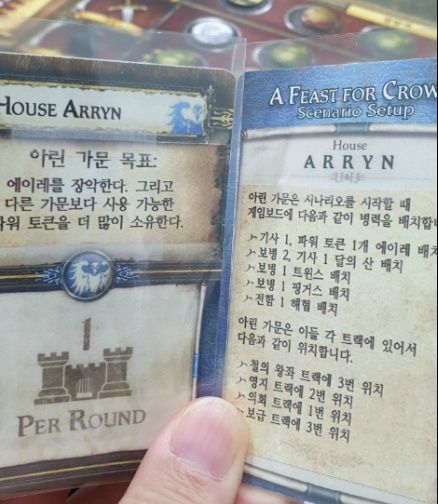 HOUSE ARRYN
아린 가문 목표:
에이레를 장악한다. 그리고
다른 가문보다 사용 가능한
파워 토큰을 더 많이 소유한다.
1
PER ROUND
A FEAST FOR CROW
Scenario Setup
House
ARRYN
아린 가문은 시나리오를 시작할 때
게임보드에 다음과 같이 병력을 배치합니
기사 1, 파워 토큰 1개 에이레 배치
보병 2, 기사 1 달의 산 배치
보병 1 트윈스 배치
보병 1 핑거스 배치
전함 1 해협 배치
아린 가문은 이들 각 트랙에 있어서
다음과 같이 위치합니다.
철의 왕좌 트랙에 3번 위치
영지 트랙에 2번 위치
의회 트랙에 1번 위치
보급 트랙에 3번 위치